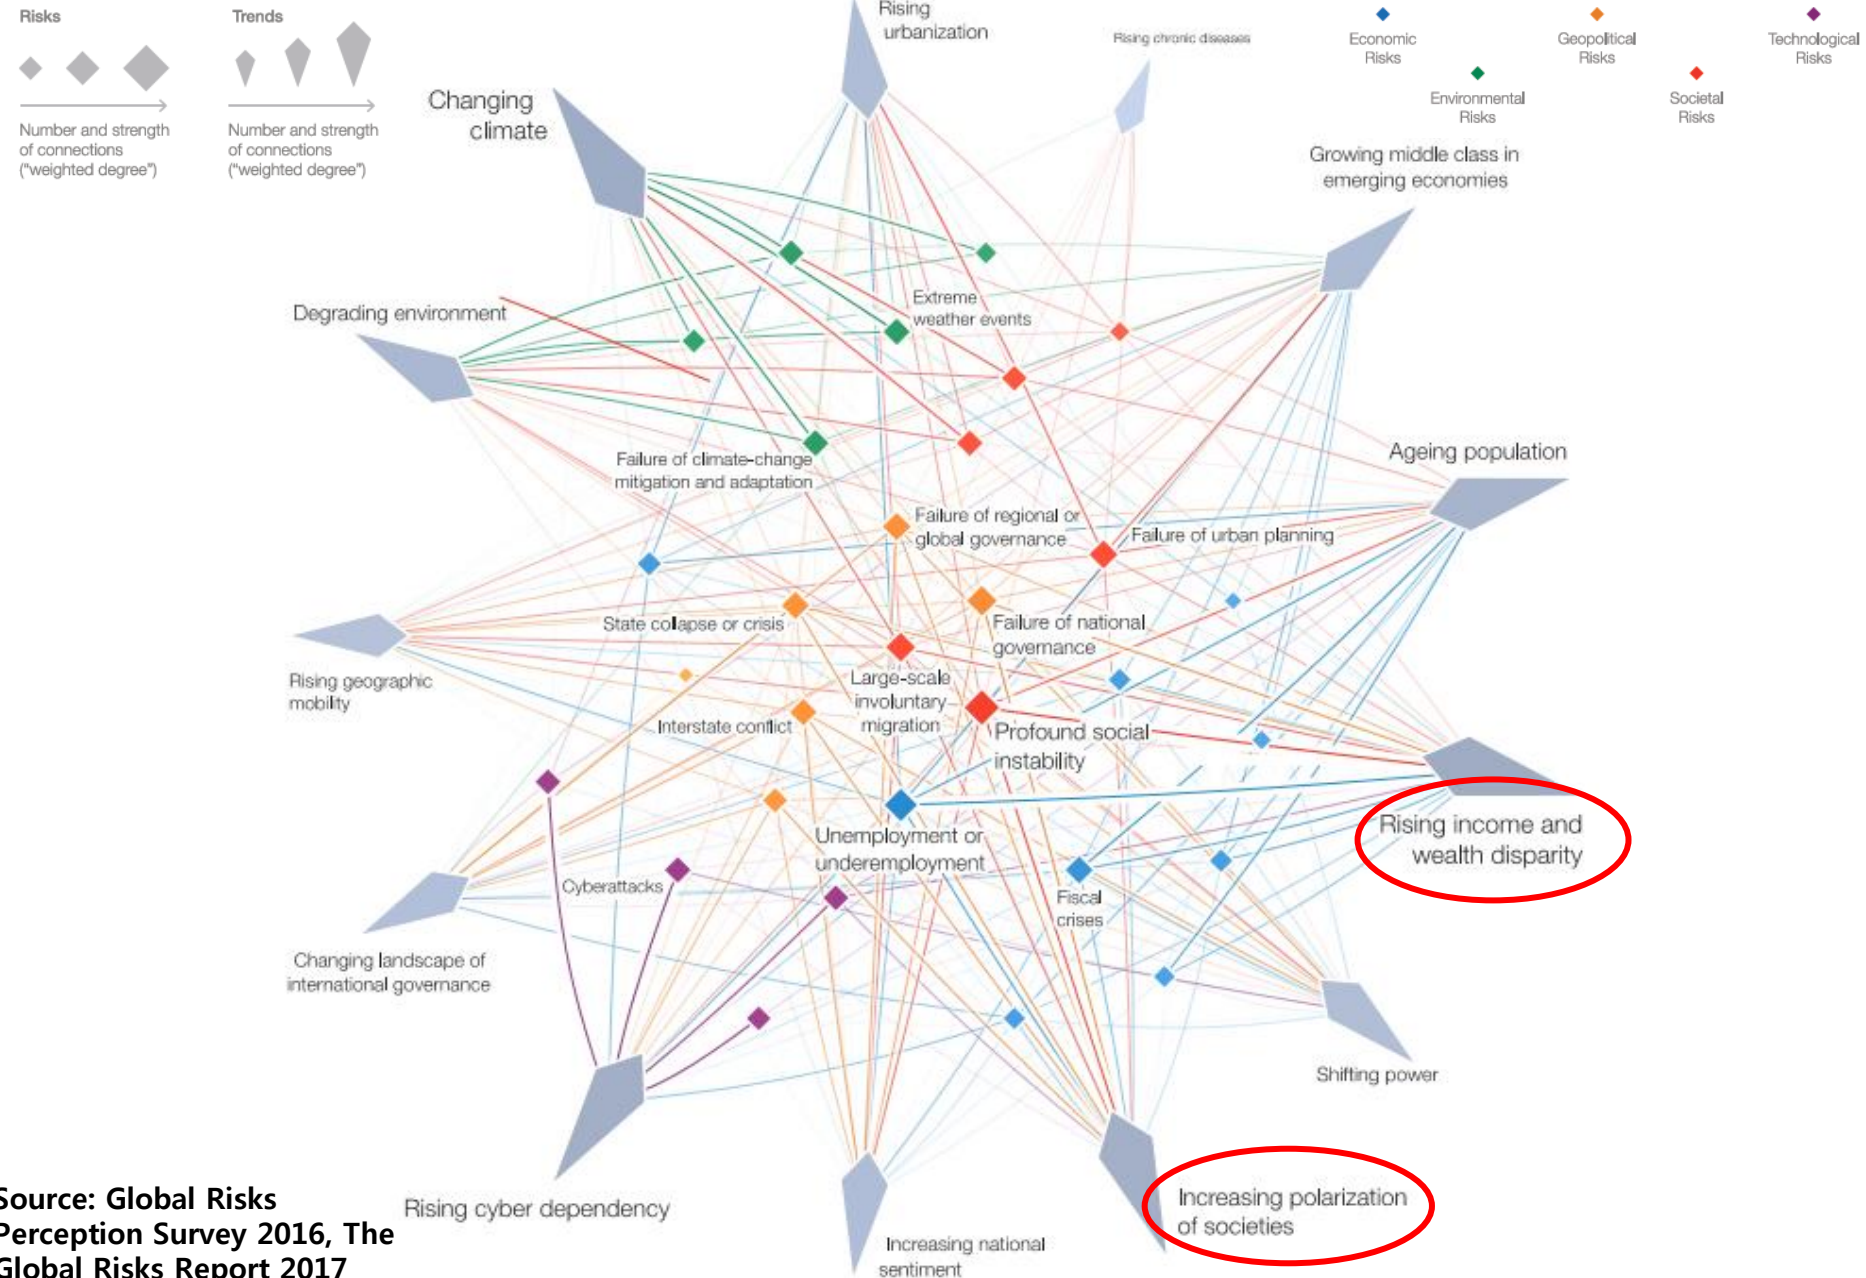 Risks
Trends
Number and strength
of connections
("weighted degree")
Number and strength
of connections
("weighted degree")
Economic
Risks
Environmental
Risks
Geopolitical
Risks
Societal
Risks
Technological
Risks
Rising
urbanization
Rising chronic diseases
Changing
climate
Growing middle class in
emerging economies
Degrading environment
Extreme
weather events
Ageing population
Failure of climate-change
mitigation and adaptation
Failure of regional or
global governance
Failure of urban planning
State collapse or crisis
Failure of national
governance
Rising geographic
mobility
Large-scale
involuntary
migration
Interstate conflict
Profound social
instability
Unemployment or
underemployment
Rising income and
wealth disparity
Cyberattacks
Fiscal
crises
Changing landscape of
international governance
Shifting power
Rising cyber dependency
Increasing polarization
of societies
Increasing national
sentiment
Source: Global Risks
Perception Survey 2016, The
Global Risks Report 2017